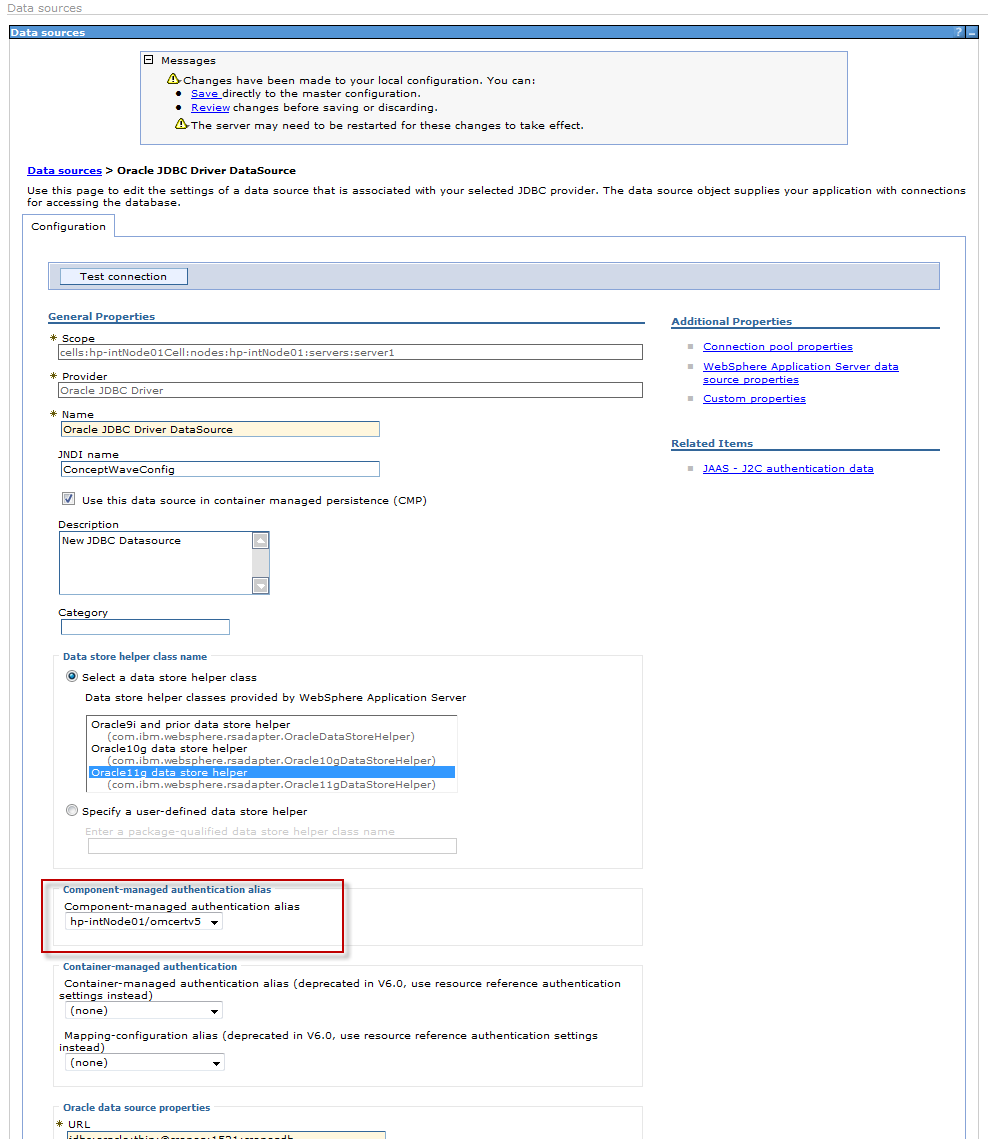 Data sources
Data sources ? _
Messages
Changes have been made to your local configuration. You can:
Save directly to the master configuration.
Review changes before saving or discarding.
The server may need to be restarted for these changes to take effect.
Data sources > Oracle JDBC Driver DataSource
Use this page to edit the settings of a data source that is associated with your selected JDBC provider. The data source object supplies your application with connections
for accessing the database.
Configuration
Test connection
General Properties
* Scope
cells:hp-intNode01Cell:nodes:hp-intNode01:servers:server1
* Provider
Oracle JDBC Driver
* Name
Oracle JDBC Driver DataSource
JNDI name
ConceptWaveConfig
Use this data source in container managed persistence (CMP)
Description
New JDBC Datasource
Category
Data store helper class name
Select a data store helper class
Data store helper classes provided by WebSphere Application Server
Oracle9i and prior data store helper
(com.ibm.websphere.rsadapter.OracleDataStoreHelper)
Oracle10g data store helper
(com.ibm.websphere.rsadapter.Oracle10gDataStoreHelper)
Oracle11g data store helper
(com.ibm.websphere.rsadapter.Oracle11gDataStoreHelper)
Specify a user-defined data store helper
Enter a package-qualified data store helper class name
Component-managed authentication alias
Component-managed authentication alias
hp-intNode01/omcertv5
Container-managed authentication
Container-managed authentication alias (deprecated in V6.0, use resource reference authentication
settings instead)
(none)
Mapping-configuration alias (deprecated in V6.0, use resource reference authentication settings
instead)
(none)
Oracle data source properties
* URL
Additional Properties
Connection pool properties
WebSphere Application Server data
source properties
Custom properties
Related Items
JAAS - J2C authentication data